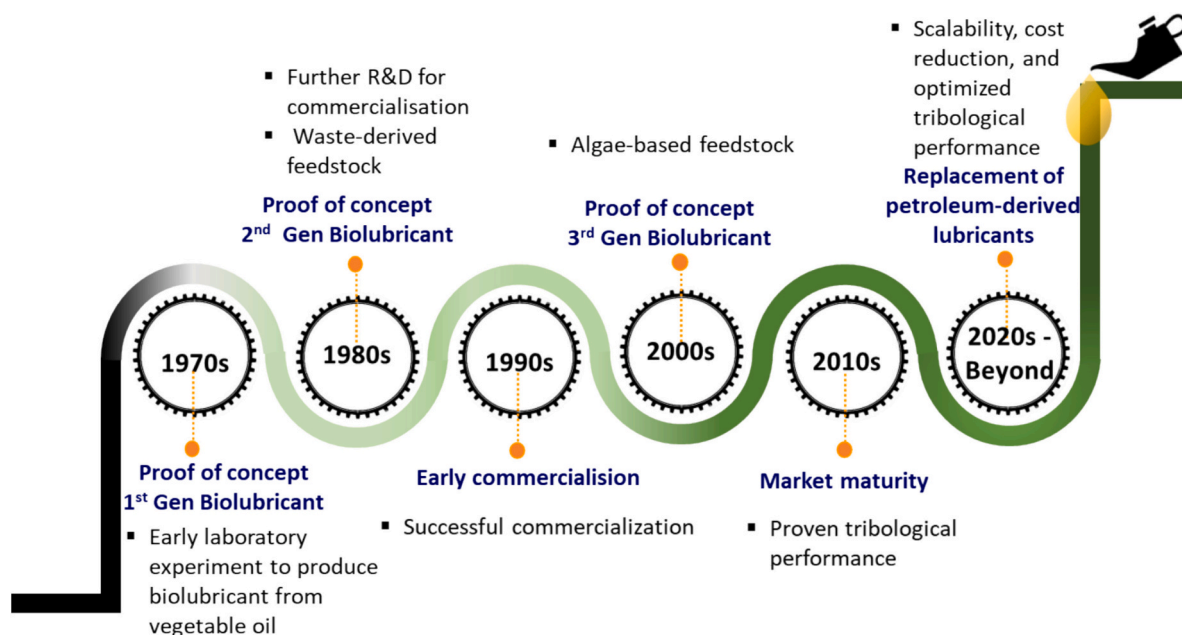 1970s
Proof of concept
1st Gen Biolubricant
▪ Early laboratory
experiment to produce
biolubricant from
vegetable oil
▪ Further R&D for
commercialisation
▪ Waste-derived
feedstock
Proof of concept
2nd Gen Biolubricant
1980s
1990s
Early commercialision
▪ Successful commercialization
▪ Algae-based feedstock
Proof of concept
3rd Gen Biolubricant
2000s
2010s
Market maturity
▪ Proven tribological
performance
▪ Scalability, cost
reduction, and
optimized
tribological
performance
Replacement of
petroleum-derived
lubricants
2020s -
Beyond